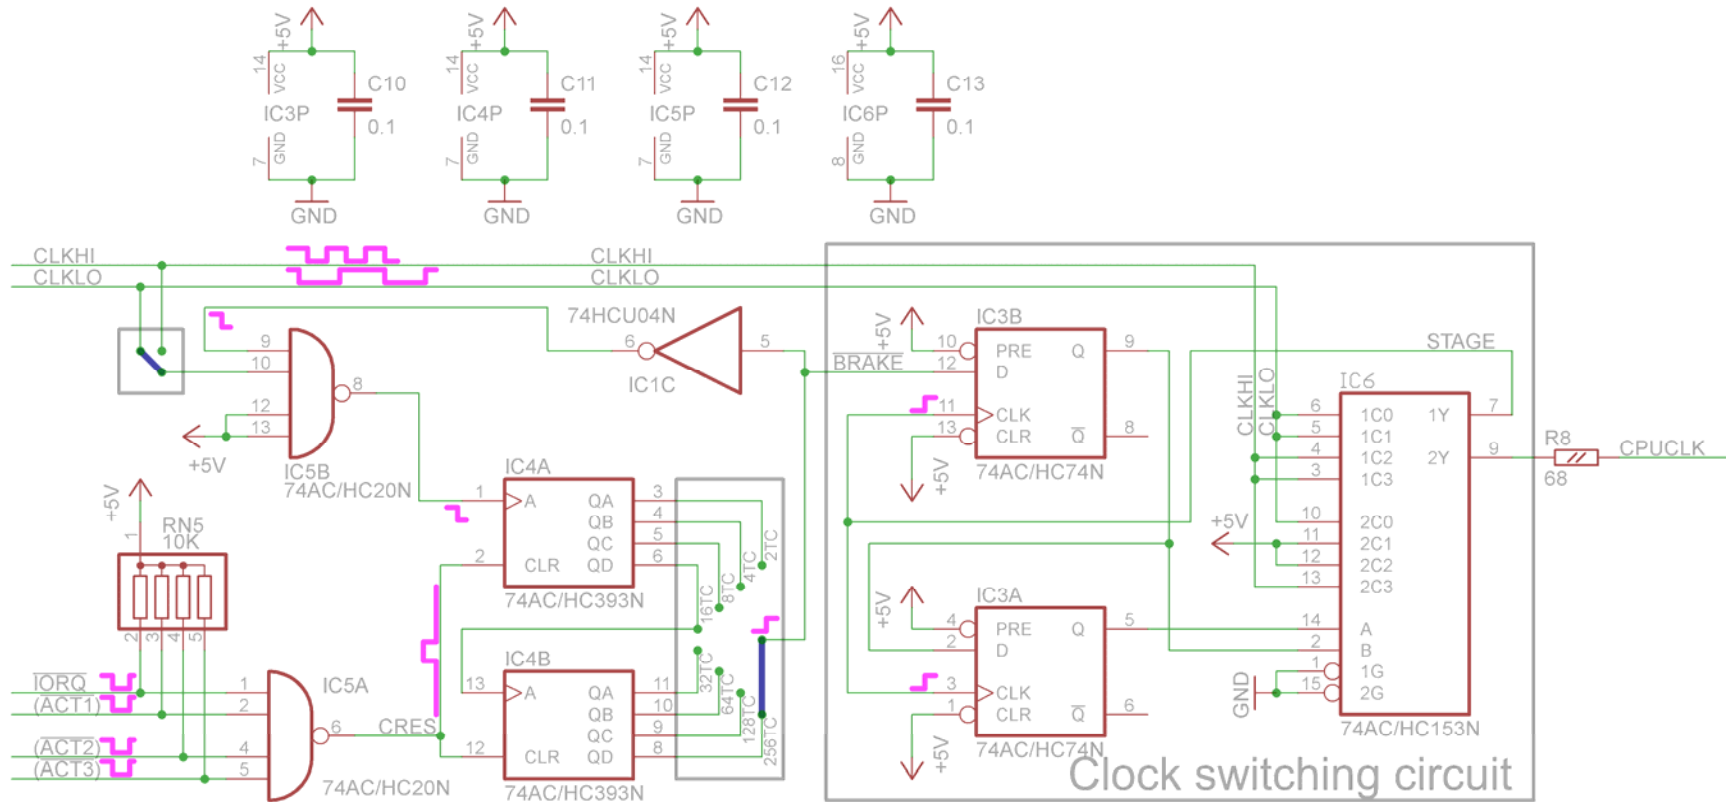 +5V +5V +5V +5V
14 VCC 14 VCC 14 VCC 16 VCC
C10 C11 C12 C13
IC3P IC4P IC5P IC6P
0.1 0.1 0.1 0.1
7 GND 7 GND 7 GND 8 GND
GND GND GND GND
CLKHI CLKHI
CLKLO CLKLO
74HCU04N
6 5
IC1C
BRAKE
9
10
8
12
13
+5V
IC5B
74AC/HC20N
+5V
IC3B
10 PRE Q 9
12 D
11 CLK
13 CLR Q 8
74AC/HC74N
+5V
STAGE
CLKHI
CLKLO
IC6
6 1C0 1Y 7
5 1C1
4 1C2 2Y 9
3 1C3
10 2C0
+5V 11 2C1
12 2C2
13 2C3
14 A
2 B
1 1G
15 2G
GND
74AC/HC153N
R8
68
CPUCLK
+5V
RN5
10K
1
2 3 4 5
IC4A
1 A QA 3
QB 4
QC 5
2 CLR QD 6
74AC/HC393N
2TC
4TC
8TC
16TC
32TC
64TC
128TC
256TC
IC4B
13 A QA 11
QB 10
QC 9
12 CLR QD 8
74AC/HC393N
+5V
IC3A
4 PRE Q 5
2 D
3 CLK
1 CLR Q 6
74AC/HC74N
+5V
IORQ 1
(ACT1) 2
(ACT2) 4
(ACT3) 5
IC5A
6 CRES
74AC/HC20N
Clock switching circuit